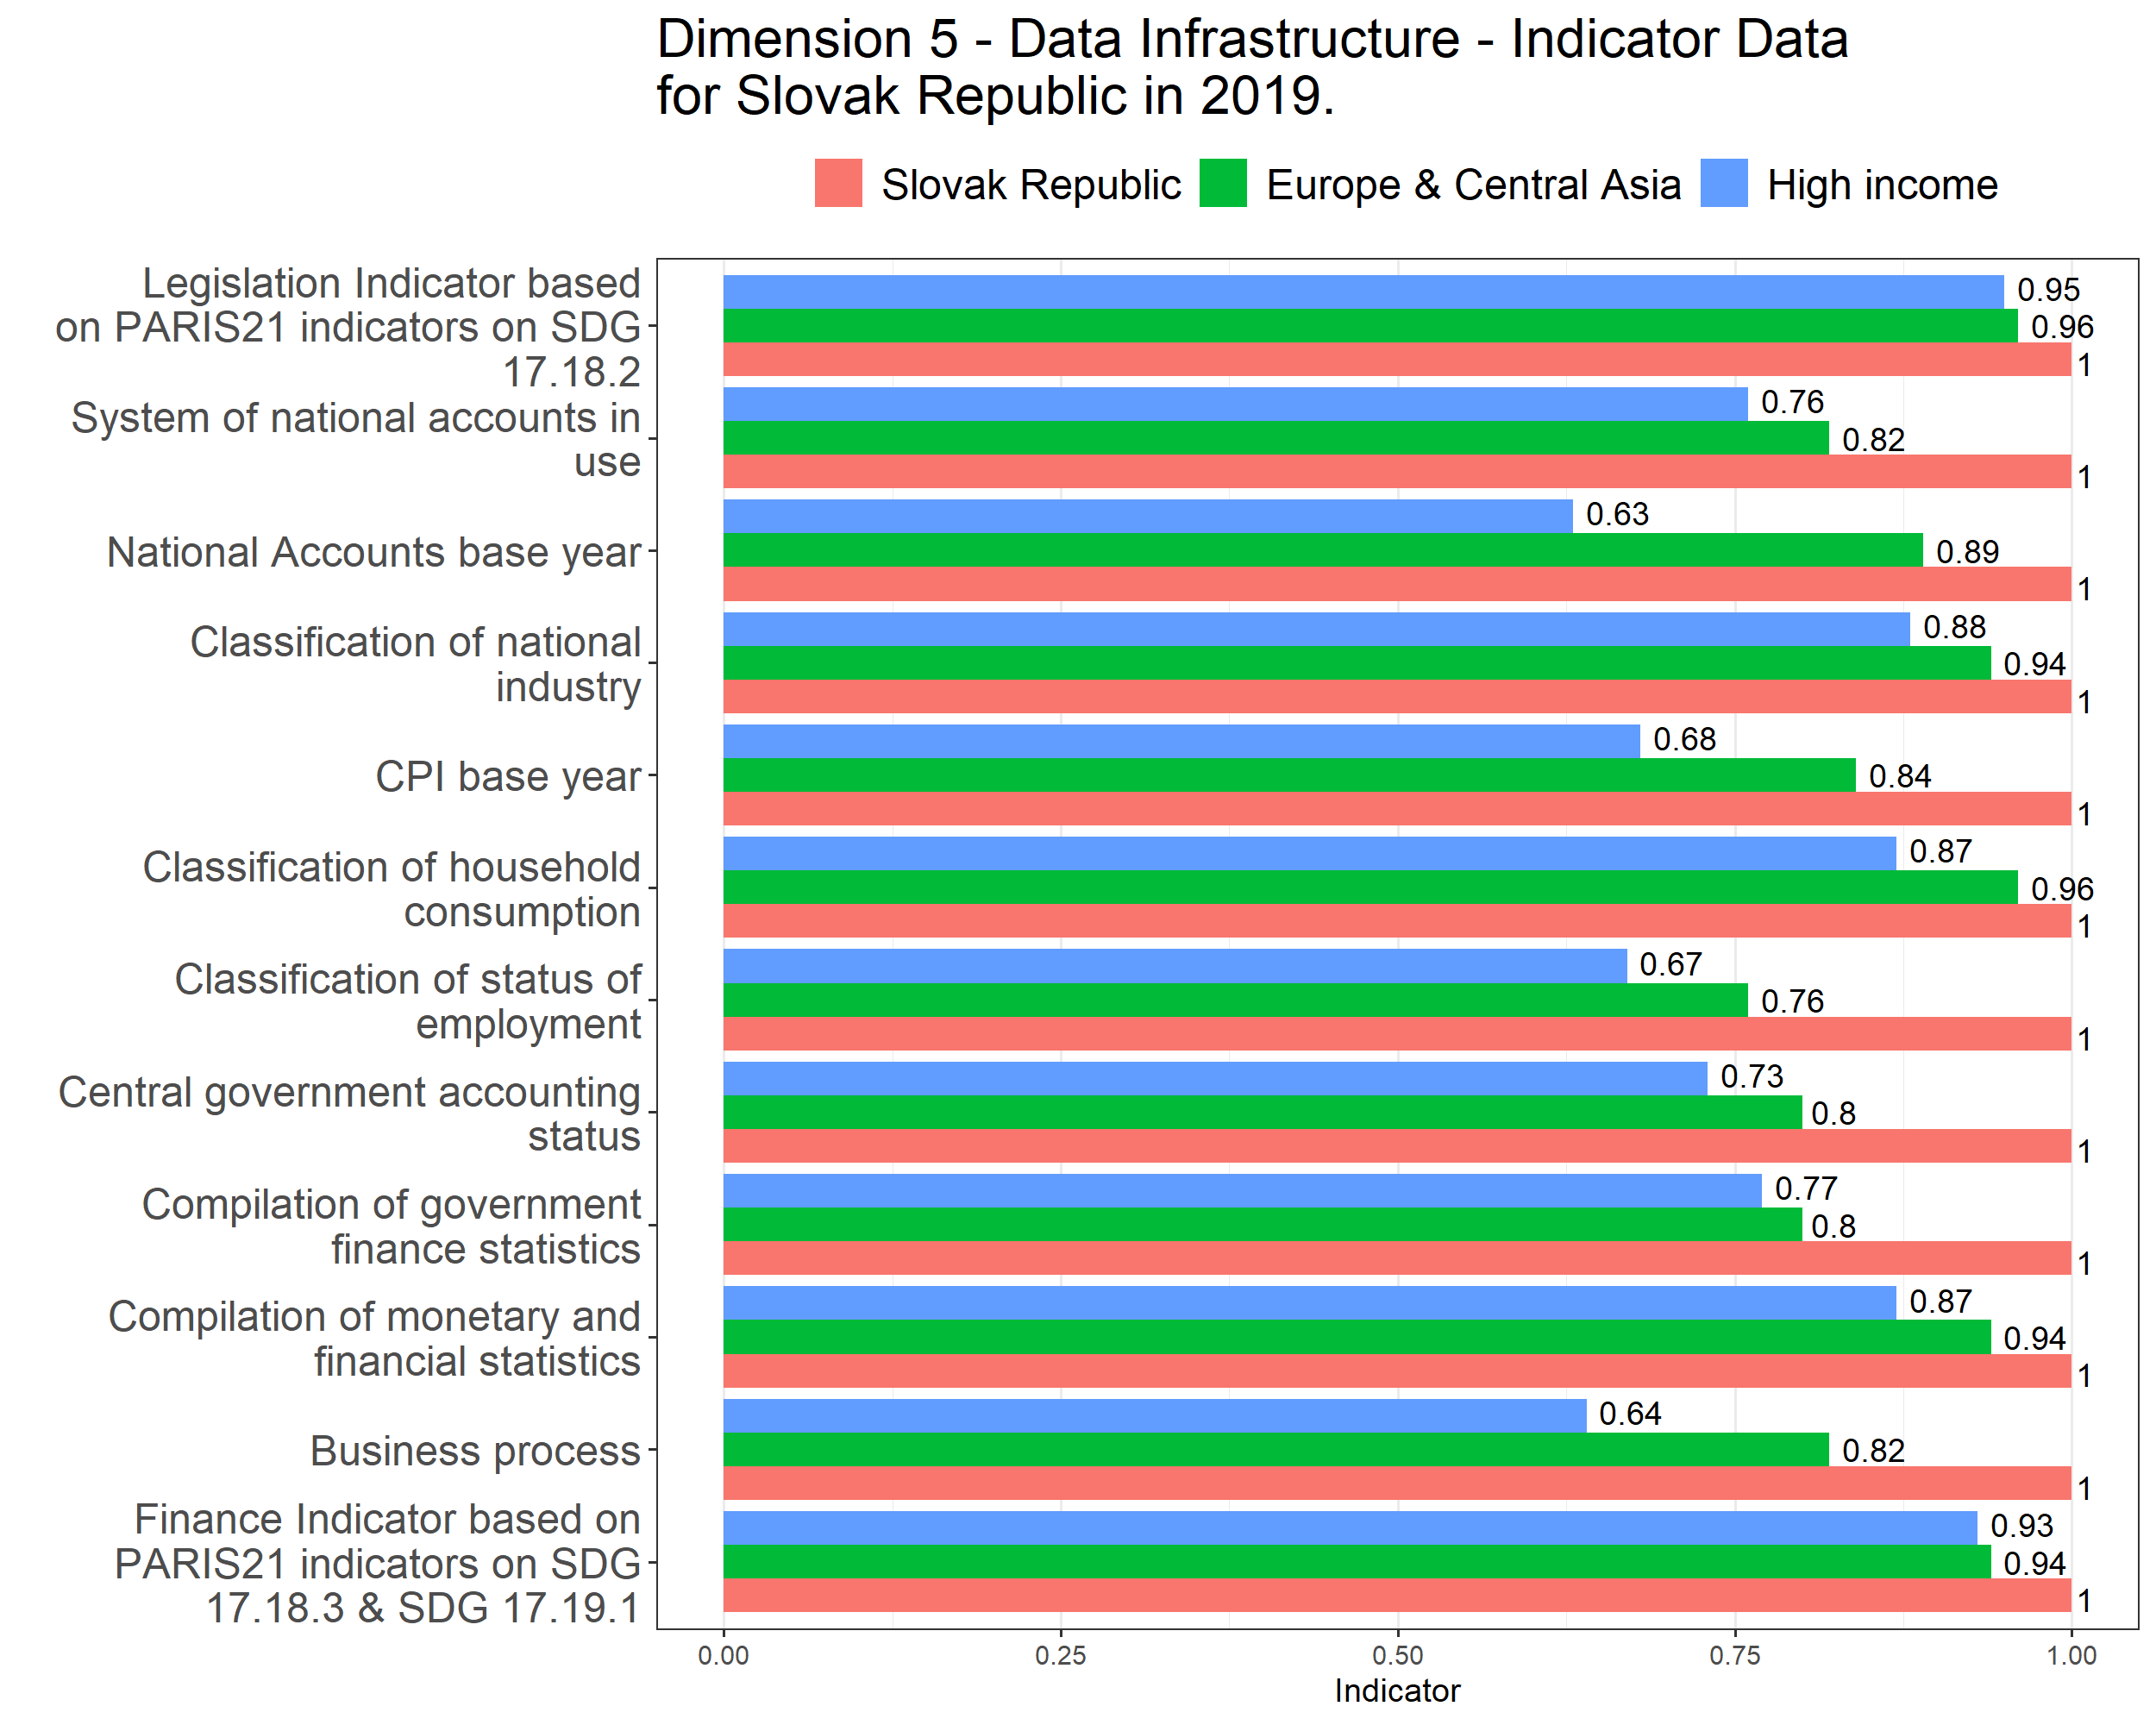 Dimension 5 - Data Infrastructure - Indicator Data
for Slovak Republic in 2019.
Slovak Republic Europe & Central Asia High income
Legislation Indicator based
on PARIS21 indicators on SDG
17.18.2
0.95
0.96
1
System of national accounts in
use
0.76
0.82
1
National Accounts base year
0.63
0.89
1
Classification of national
industry
0.88
0.94
1
CPI base year
0.68
0.84
1
Classification of household
consumption
0.87
0.96
1
Classification of status of
employment
0.67
0.76
1
Central government accounting
status
0.73
0.8
1
Compilation of government
finance statistics
0.77
0.8
1
Compilation of monetary and
financial statistics
0.87
0.94
1
Business process
0.64
0.82
1
Finance Indicator based on
PARIS21 indicators on SDG
17.18.3 & SDG 17.19.1
0.93
0.94
1
0.00 0.25 0.50 0.75 1.00
Indicator